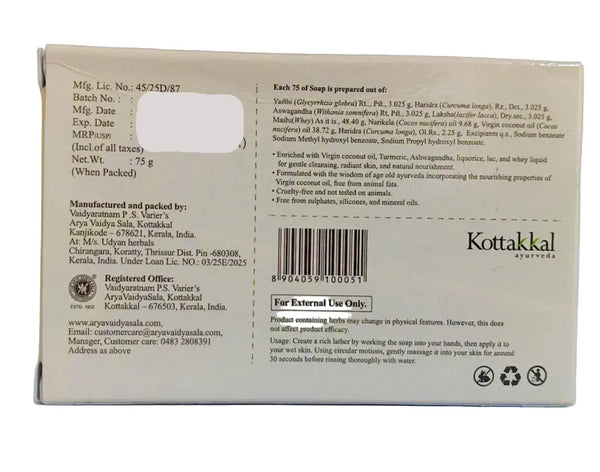 Mfg. Lic. No.: 45/25D/87
Batch No. :
Mfg. Date :
Exp. Date :
MRP(USP) :
(Incl.of all taxes) )
Net.Wt. : 75 g
(When Packed)
Manufactured and packed by:
Vaidyaratnam P .S. Varier's
Arya Vaidya Sala, Kottakkal
Kanjikode – 678621, Kerala, India.
At: M/s. Udyan herbals
Chirangara, Koratty, Thrissur Dist. Pin -680308,
Kerala, India. Under Loan Lic. NO.: 03/25E/2025
ESTD. 1902
Registered Office:
Vaidyaratnam P.S. Varier's
AryaVaidyaSala, Kottakkal
Kottakkal – 676503, Kerala, India.
www.aryavaidyasala.com,
Email: customercare@aryavaidyasala.com,
Manager, Customer care: 0483 2808391
Address as above
Each 75 of Soap is prepared out of:
Yashti (Glycyrrhiza globra) Rt., Pdt., 3.025 g, Haridra (Curcuma longa), Rz., Dct., 3.025 g,
Aswagandha (Withania somnifera) Rt., Pdt., 3.025 g, Laksha(lacifer lacca), Dry.sec., 3.025 g,
Masthu(Whey) As it is , 48.40 g, Narikela (Cocos nucifera) oil 9.68 g, Virgin coconut oil (Cocos
nucifera) oil 38.72 g, Haridra (Curcuma longa), Ol.Rs., 2.25 g, Excipients q.s., Sodium benzoate
Sodium Methyl hydroxyl benzoate, Sodium Propyl hydroxyl benzoate.
• Enriched with Virgin coconut oil, Turmeric, Ashwagandha, liquorice, lac, and whey liquid
for gentle cleansing, radiant skin, and natural nourishment.
• Formulated with the wisdom of age old ayurveda incorporating the nourishing properties of
Virgin coconut oil, free from animal fats.
• Cruelty-free and not tested on animals.
• Free from sulphates, silicones, and mineral oils.
8 904059 100051
Kottakkal
ayurveda
For External Use Only.
Product containing herbs may change in physical features. However, this does
not affect product efficacy.
Usage: Create a rich lather by working the soap into your hands, then apply it to
your wet skin. Using circular motions, gently massage it into your skin for around
30 seconds before rinsing thoroughly with water.